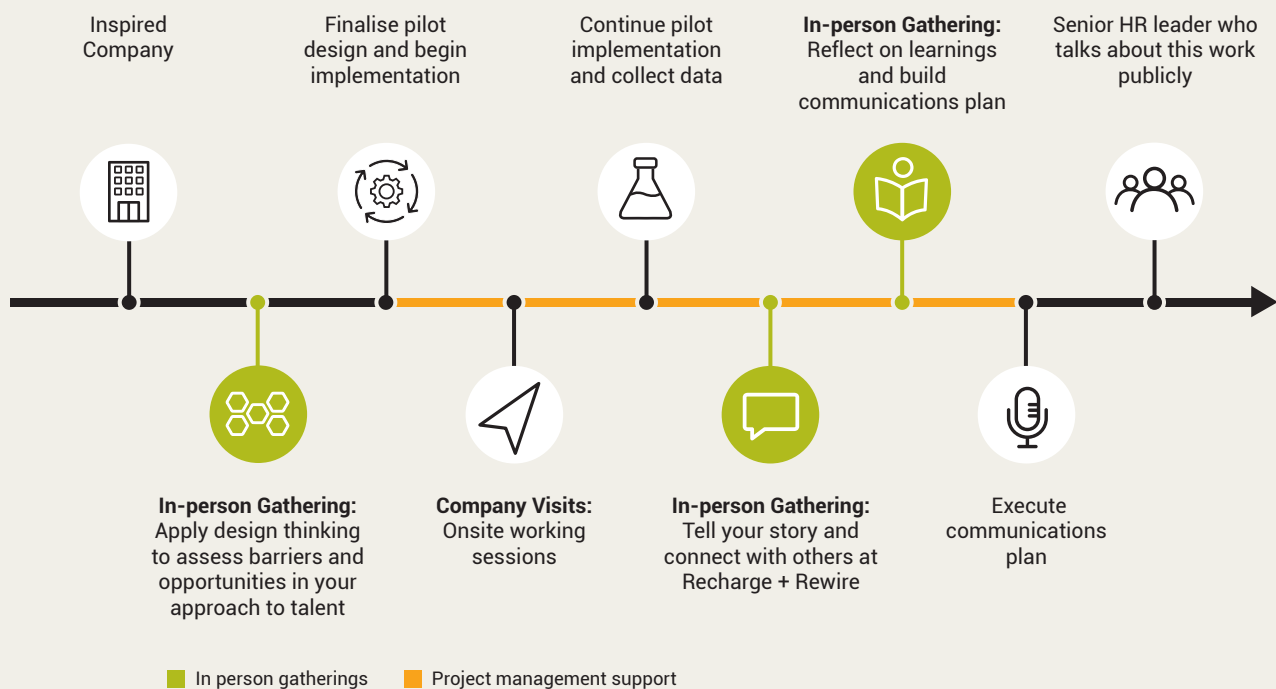 Inspired
Company
Finalise pilot
design and begin
implementation
Continue pilot
implementation
and collect data
In-person Gathering:
Reflect on learnings
and build
communications plan
Senior HR leader who
talks about this work
publicly
In-person Gathering:
Apply design thinking
to assess barriers and
opportunities in your
approach to talent
Company Visits:
Onsite working
sessions
In-person Gathering:
Tell your story and
connect with others at
Recharge + Rewire
Execute
communications
plan
In person gatherings
Project management support